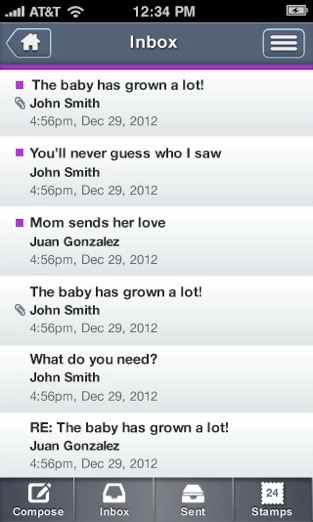 AT&T 12:34 PM
Inbox
The baby has grown a lot!
John Smith
4:56pm, Dec 29, 2012
You'll never guess who I saw
John Smith
4:56pm, Dec 29, 2012
Mom sends her love
Juan Gonzalez
4:56pm, Dec 29, 2012
The baby has grown a lot!
John Smith
4:56pm, Dec 29, 2012
What do you need?
John Smith
4:56pm, Dec 29, 2012
RE: The baby has grown a lot!
Juan Gonzalez
4:56pm, Dec 29, 2012
24
Compose Inbox Sent Stamps